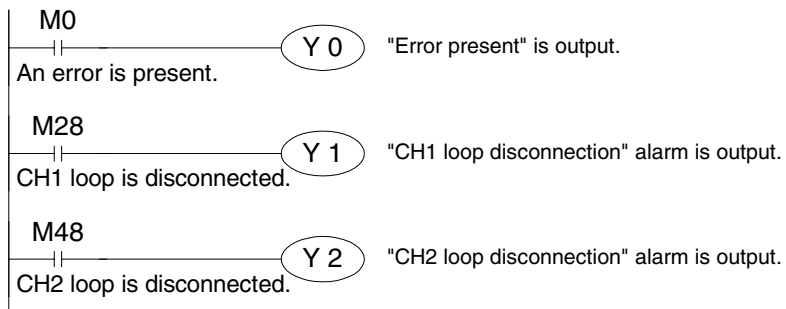 M0
Y 0 "Error present" is output.
An error is present.
M28
Y 1 "CH1 loop disconnection" alarm is output.
CH1 loop is disconnected.
M48
Y 2 "CH2 loop disconnection" alarm is output.
CH2 loop is disconnected.